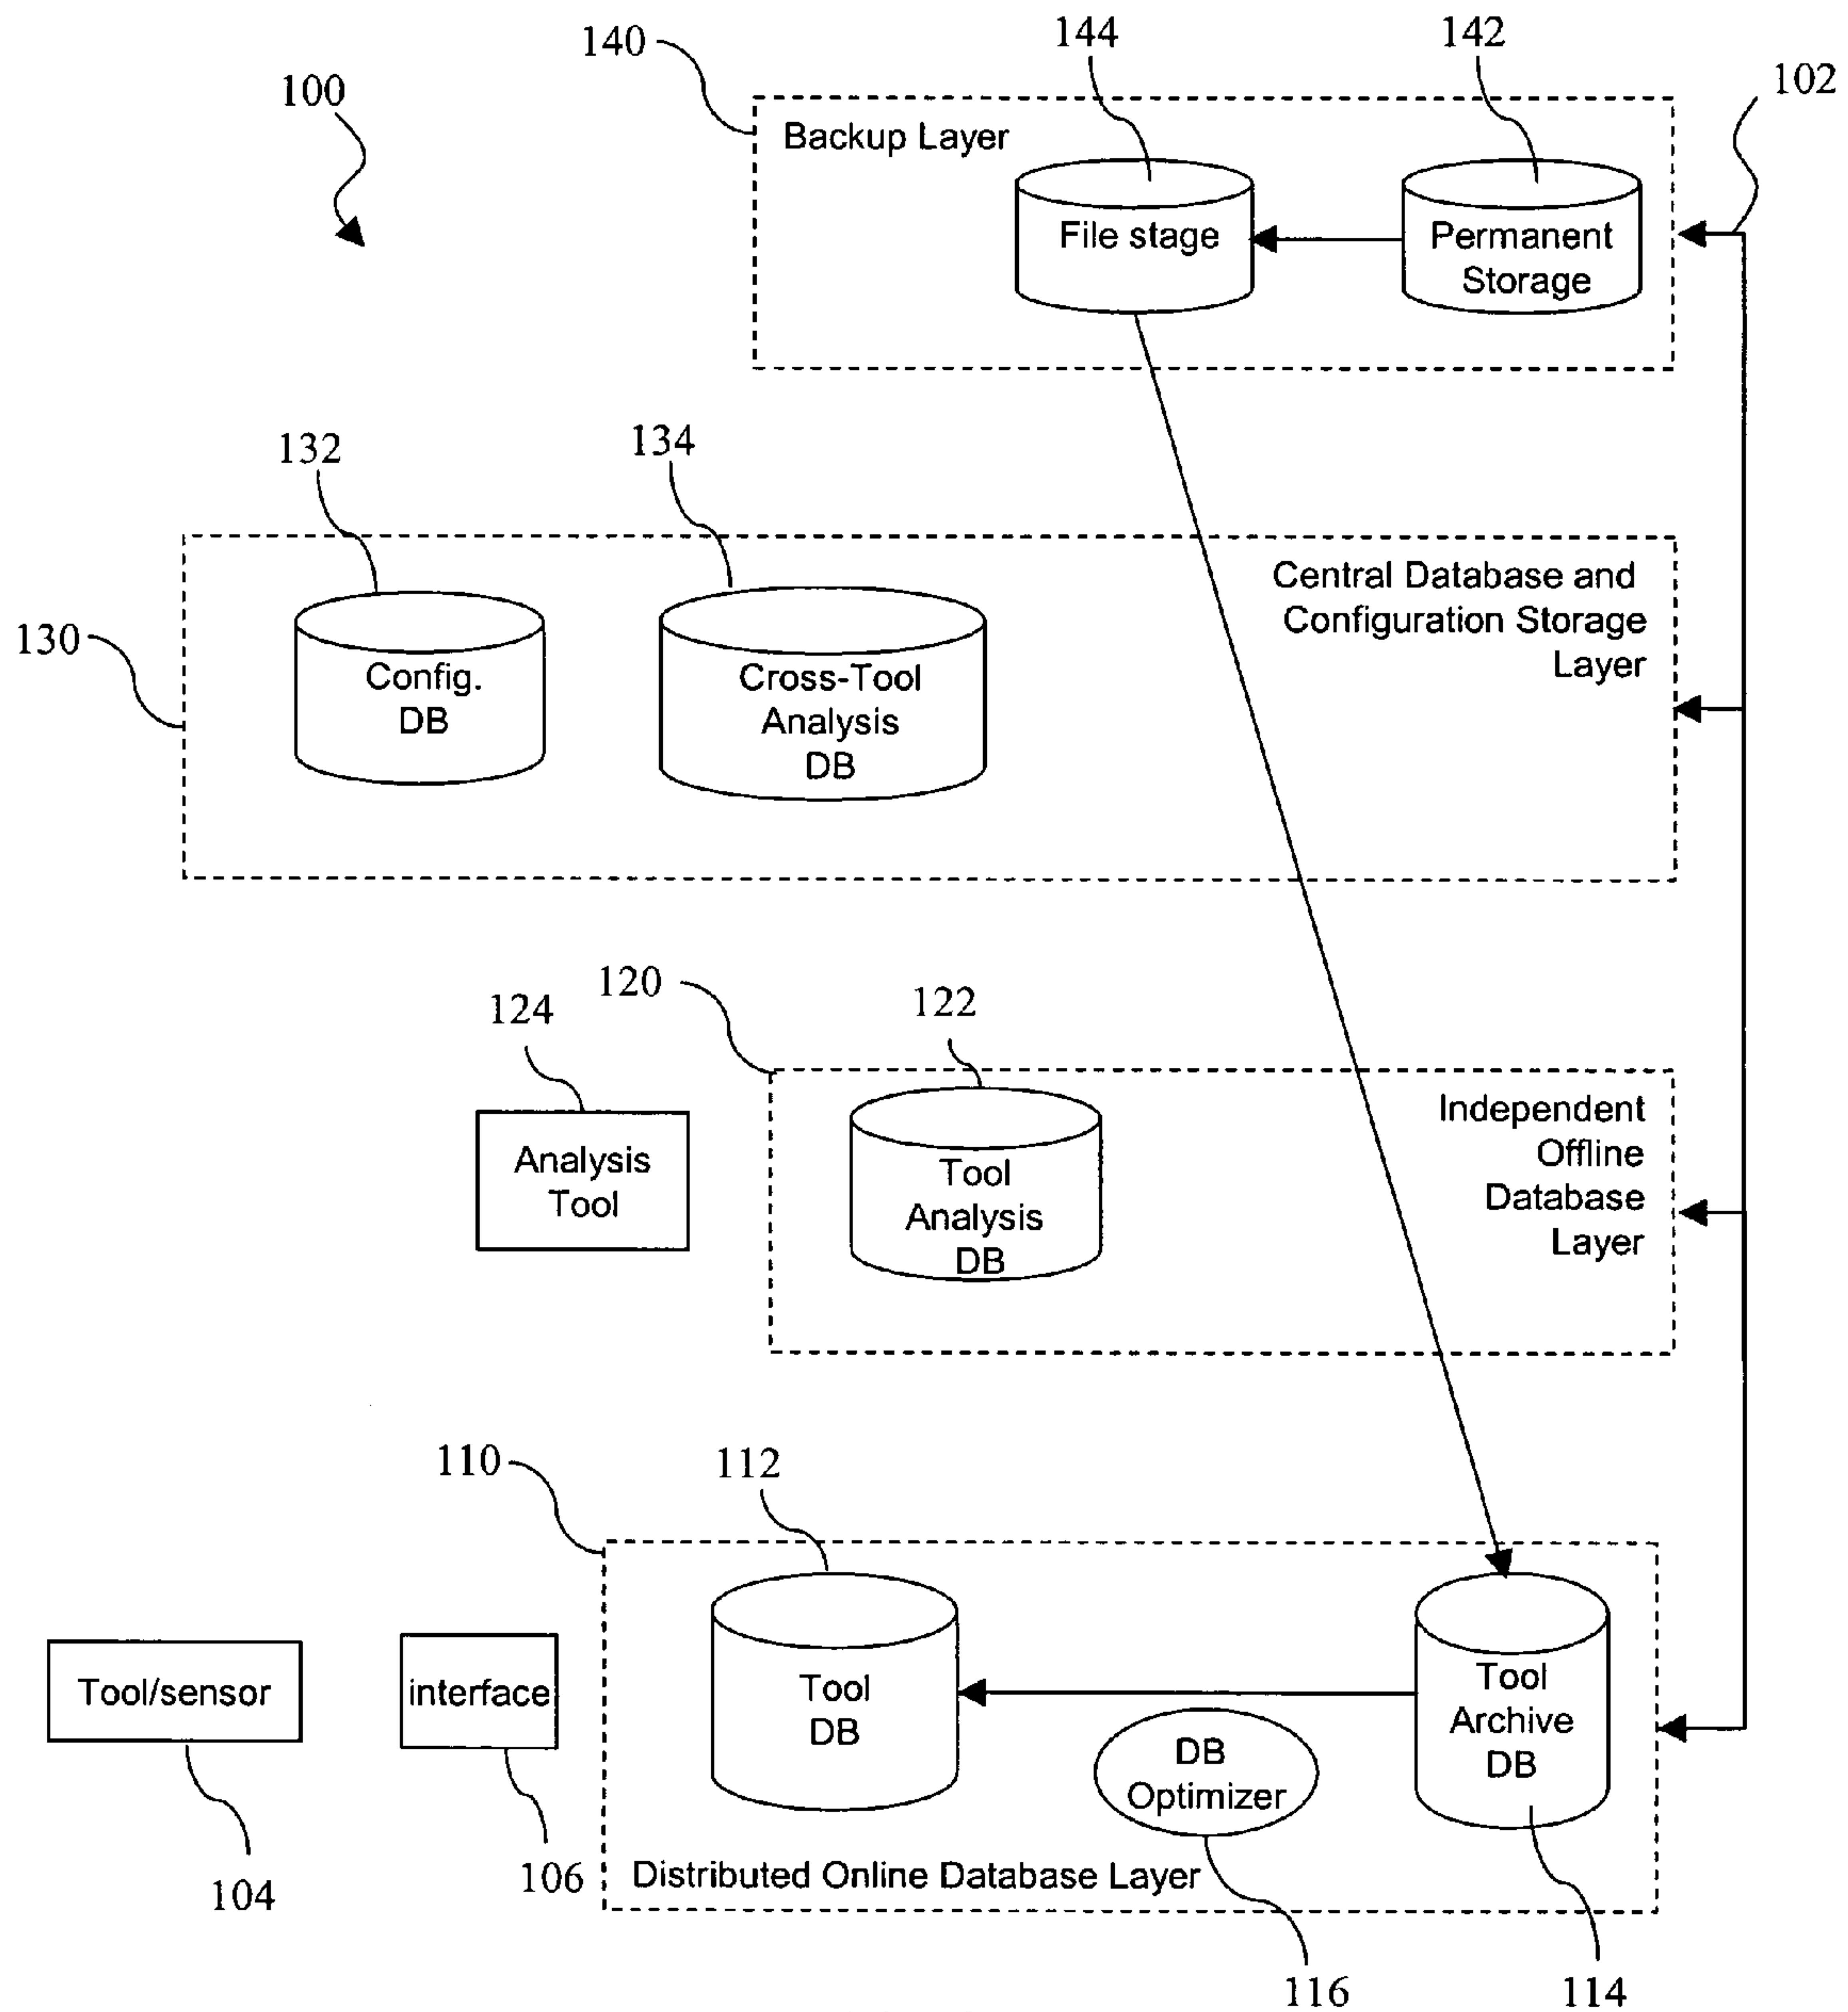 144
142
140
102
100
Backup Layer
File stage
Permanent
Storage
132
134
Central Database and
Configuration Storage
Layer
130
Config.
DB
Cross-Tool
Analysis
DB
120
122
124
Independent
Offline
Database
Layer
Analysis
Tool
Tool
Analysis
DB
110
112
Tool/sensor
interface
Tool
DB
Tool
Archive
DB
DB
Optimizer
Distributed Online Database Layer
104
106
116
114